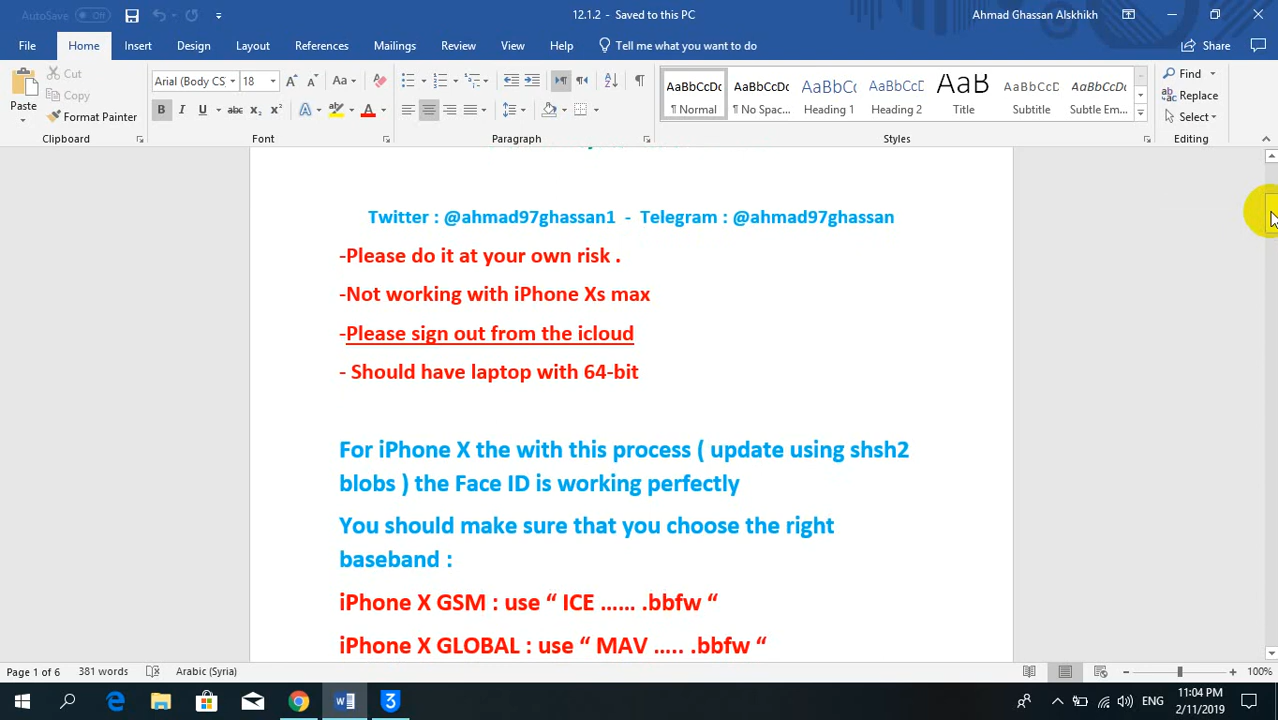 AutoSave Off
12.1.2 - Saved to this PC
Ahmad Ghassan Alskhikh
File Home Insert Design Layout References Mailings Review View Help Tell me what you want to do Share
Paste
Cut
Copy
Format Painter
Clipboard
Arial (Body CS) 18
Font
Paragraph
AaBbCcDc AaBbCcDc AaBbCc AaBbCcD AaB AaBbCcD AaBbCcDc
¶ Normal ¶ No Spac... Heading 1 Heading 2 Title Subtitle Subtle Em...
Styles
Find
Replace
Select
Editing
Twitter : @ahmad97ghassan1 - Telegram : @ahmad97ghassan
-Please do it at your own risk .
-Not working with iPhone Xs max
-Please sign out from the icloud
- Should have laptop with 64-bit
For iPhone X the with this process ( update using shsh2
blobs ) the Face ID is working perfectly
You should make sure that you choose the right
baseband :
iPhone X GSM : use “ ICE …… .bbfw “
iPhone X GLOBAL : use “ MAV ….. .bbfw “
Page 1 of 6 381 words Arabic (Syria) 100%
ENG
11:04 PM
2/11/2019